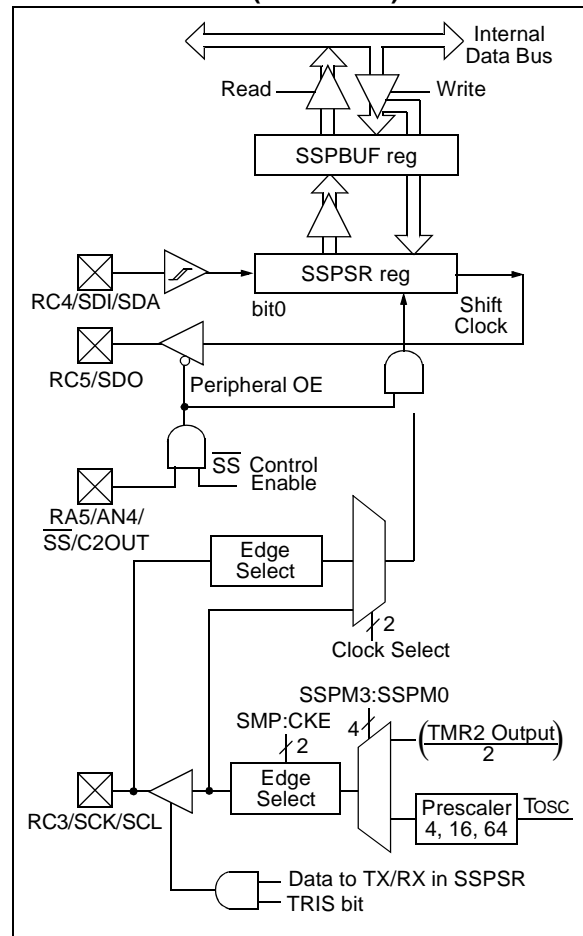 Internal
Data Bus
Read
Write
SSPBUF reg
SSPSR reg
RC4/SDI/SDA
bit0
Shift
Clock
RC5/SDO
Peripheral OE
SS Control
Enable
RA5/AN4/
SS/C2OUT
Edge
Select
2
Clock Select
SSPM3:SSPM0
SMP:CKE
4
2
TMR2 Output
2
Edge
Select
Prescaler
4, 16, 64
TOSC
RC3/SCK/SCL
Data to TX/RX in SSPSR
TRIS bit